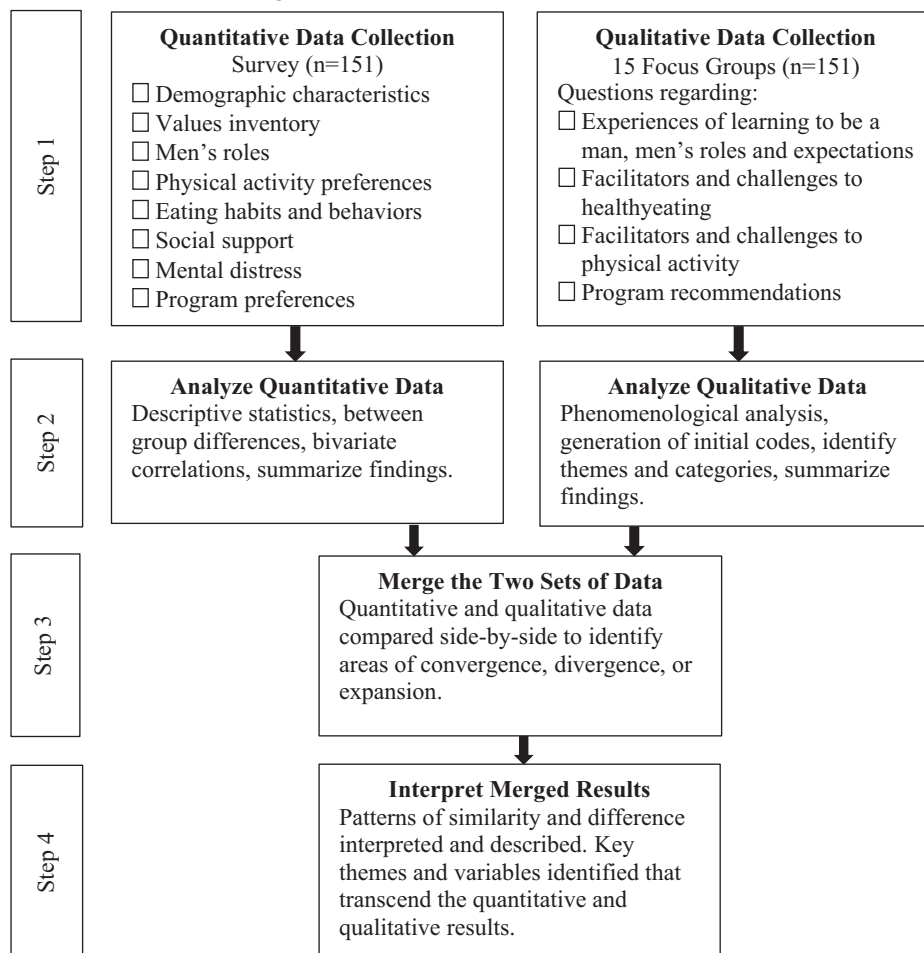 Step 1
Quantitative Data Collection
Survey (n=151)
☐ Demographic characteristics
☐ Values inventory
☐ Men's roles
☐ Physical activity preferences
☐ Eating habits and behaviors
☐ Social support
☐ Mental distress
☐ Program preferences
Qualitative Data Collection
15 Focus Groups (n=151)
Questions regarding:
☐ Experiences of learning to be a
man, men's roles and expectations
☐ Facilitators and challenges to
healthyeating
☐ Facilitators and challenges to
physical activity
☐ Program recommendations
Step 2
Analyze Quantitative Data
Descriptive statistics, between
group differences, bivariate
correlations, summarize findings.
Analyze Qualitative Data
Phenomenological analysis,
generation of initial codes, identify
themes and categories, summarize
findings.
Step 3
Merge the Two Sets of Data
Quantitative and qualitative data
compared side-by-side to identify
areas of convergence, divergence, or
expansion.
Step 4
Interpret Merged Results
Patterns of similarity and difference
interpreted and described. Key
themes and variables identified that
transcend the quantitative and
qualitative results.